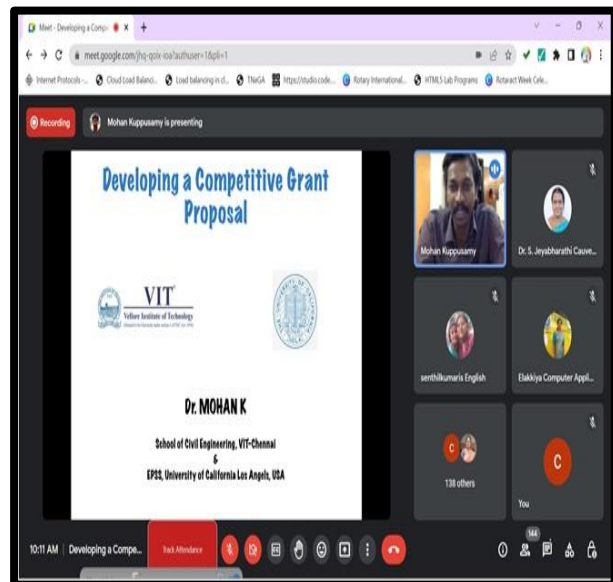 Meet - Developing a Comp
meet.google.com/jhq-qoix-ioa?authuser=1&pli=1
Internet Protocols -... Cloud Load Balanci... Load balancing in cl... TNeGA https://studio.code... Rotary International... HTML5 Lab Programs Rotaract Week Cele...
Recording Mohan Kuppusamy is presenting
Developing a Competitive Grant
Proposal
VIT
Vellore Institute of Technology
Dr. MOHAN K
School of Civil Engineering, VIT-Chennai
&
EPSS, University of California Los Angels, USA
Mohan Kuppusamy
Dr. S. Jeyabharathi Cauve...
senthilkumaris English
Elakkiya Computer Appl...
C
138 others
C
You
10:11 AM | Developing a Compe... Track Attendance
144